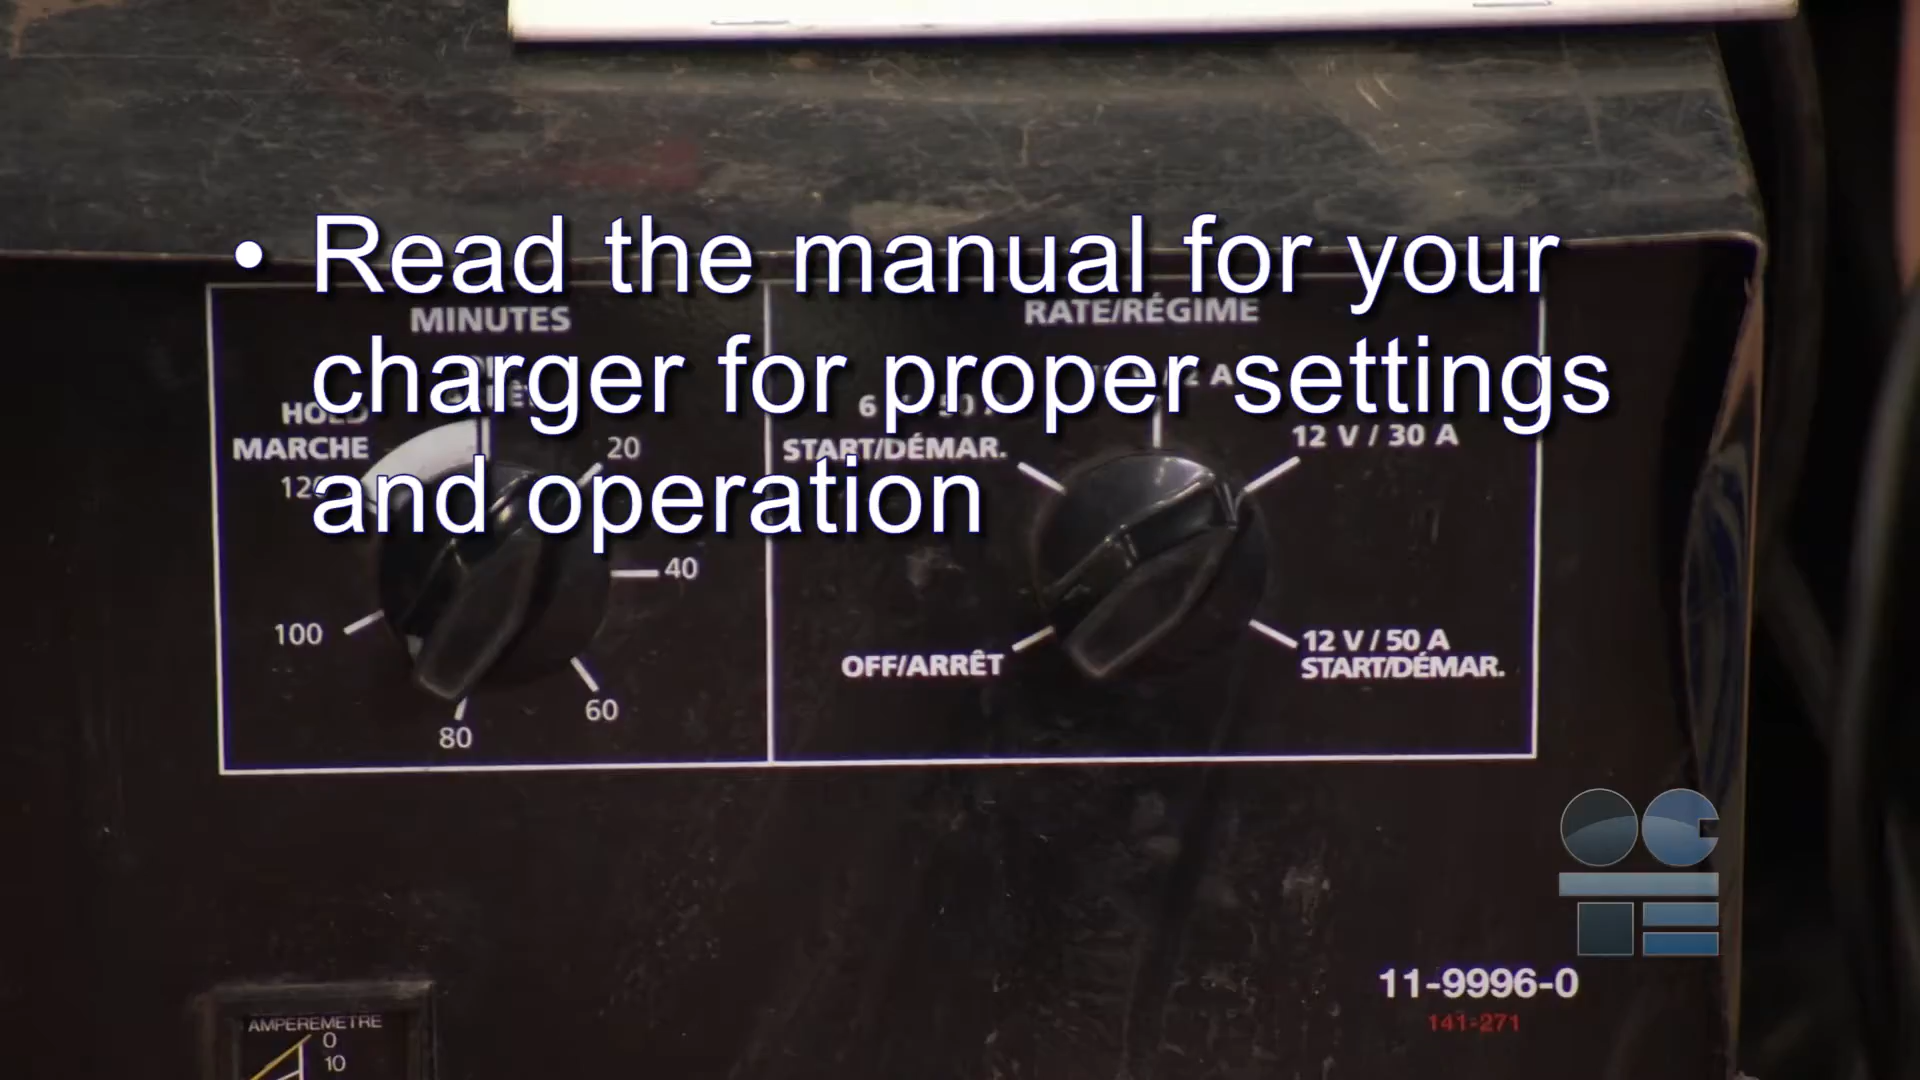 • Read the manual for your
charger for proper settings
and operation
MINUTES
HOLD
MARCHE
20
40
60
80
100
RATE/RÉGIME
START/DÉMAR.
12 V / 30 A
12 V / 50 A
START/DÉMAR.
OFF/ARRÊT
11-9996-0
141-271
AMPEREMETRE
0
10